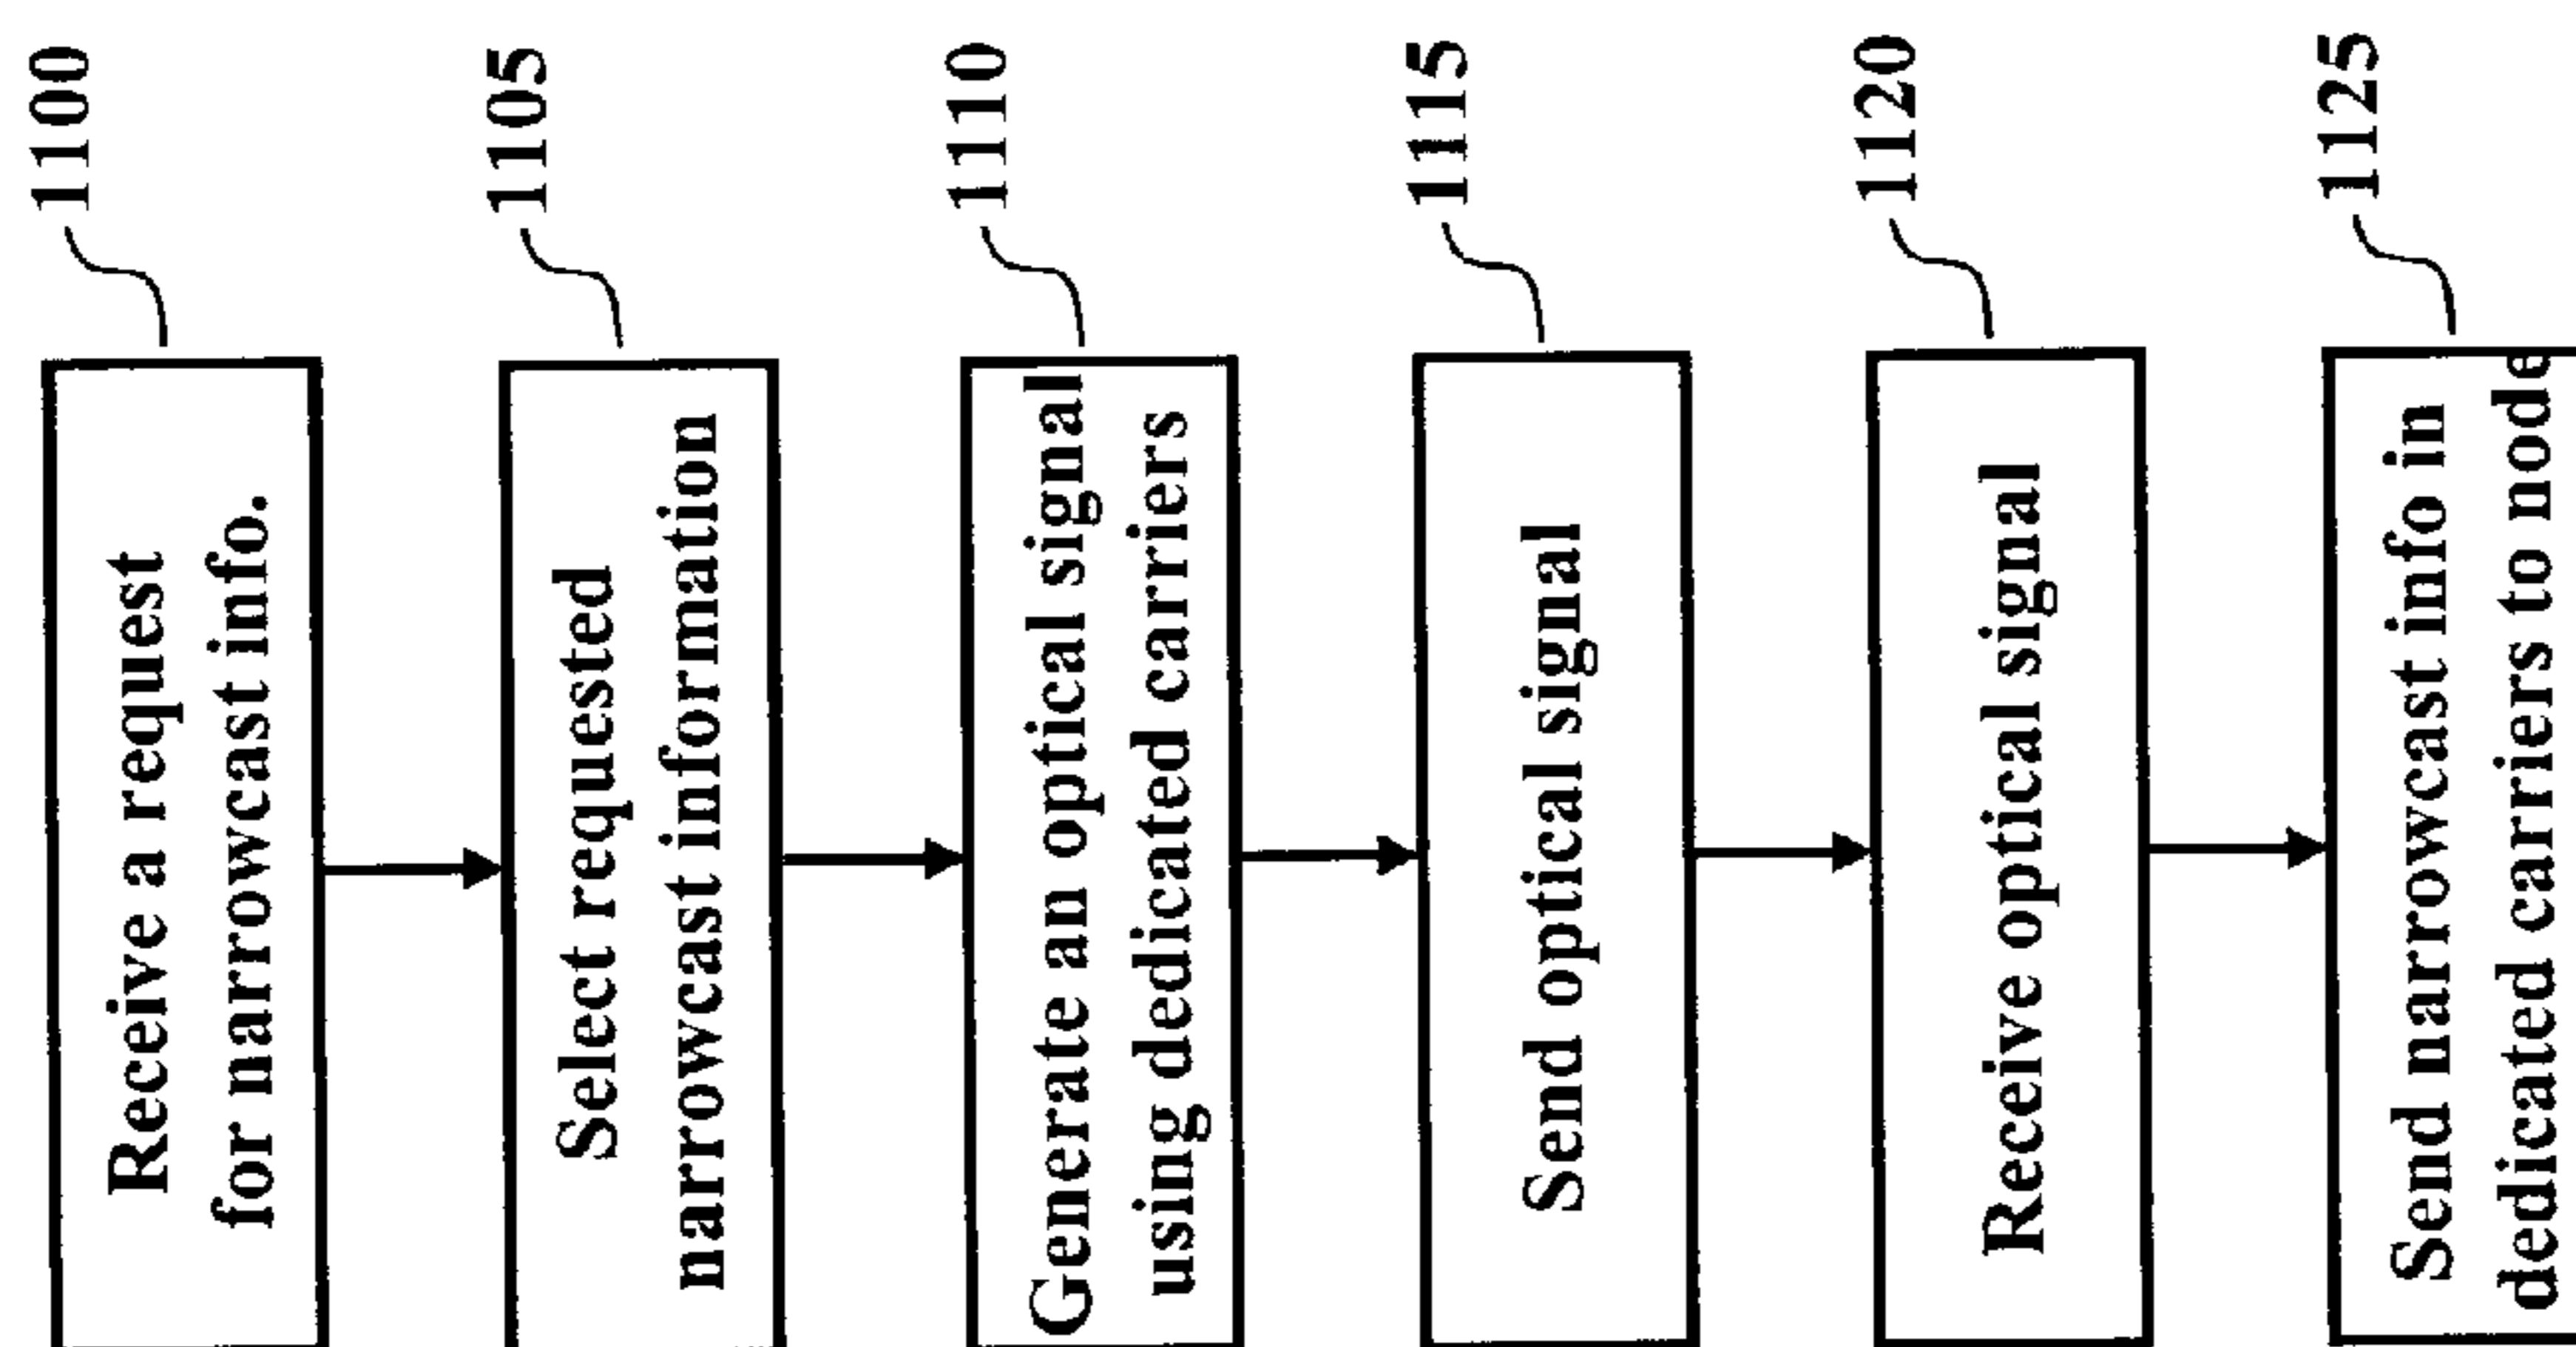 1100
Receive a request
for narrowcast info.
1105
Select requested
narrowcast information
1110
Generate an optical signal
using dedicated carriers
1115
Send optical signal
1120
Receive optical signal
1125
Send narrowcast info in
dedicated carriers to node